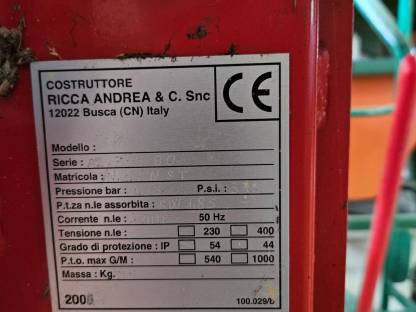 COSTRUTTORE
RICCA ANDREA & C. Snc
12022 Busca (CN) Italy
CE
Modello :
Serie :
Matricola :
Pressione bar : P.s.i. :
P.t.za n.le assorbita :
Corrente n.le : 50 Hz
Tensione n.le : 230 400
Grado di protezione : IP 54 44
P.t.o. max G/M : 540 1000
Massa : Kg.
200
100.029/b